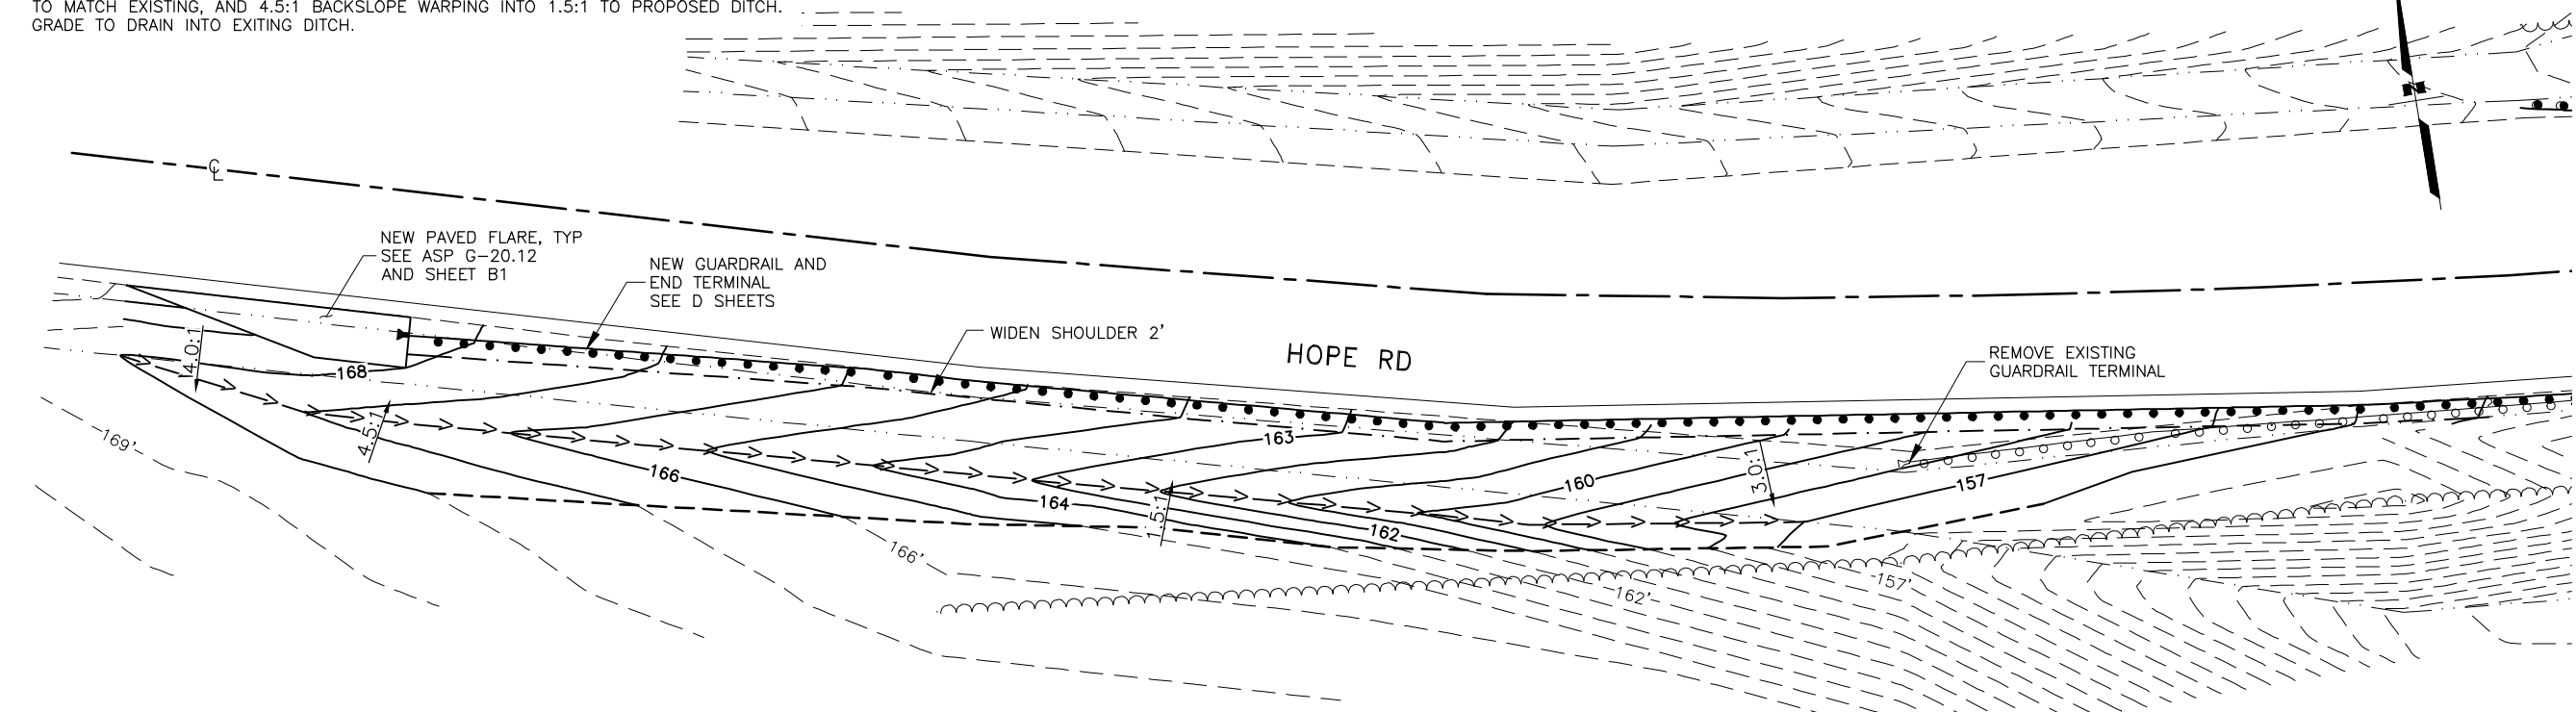 TO MATCH EXISTING, AND 4.5:1 BACKSLOPE WARPING INTO 1.5:1 TO PROPOSED DITCH.
GRADE TO DRAIN INTO EXITING DITCH.
℄
NEW PAVED FLARE, TYP
SEE ASP G-20.12
AND SHEET B1
NEW GUARDRAIL AND
END TERMINAL
SEE D SHEETS
WIDEN SHOULDER 2'
HOPE RD
REMOVE EXISTING
GUARDRAIL TERMINAL
14.0:1
168
4.5:1
169'
166
163
164
1.5:1
162
160
3.0:1
157
166'
162'
157'